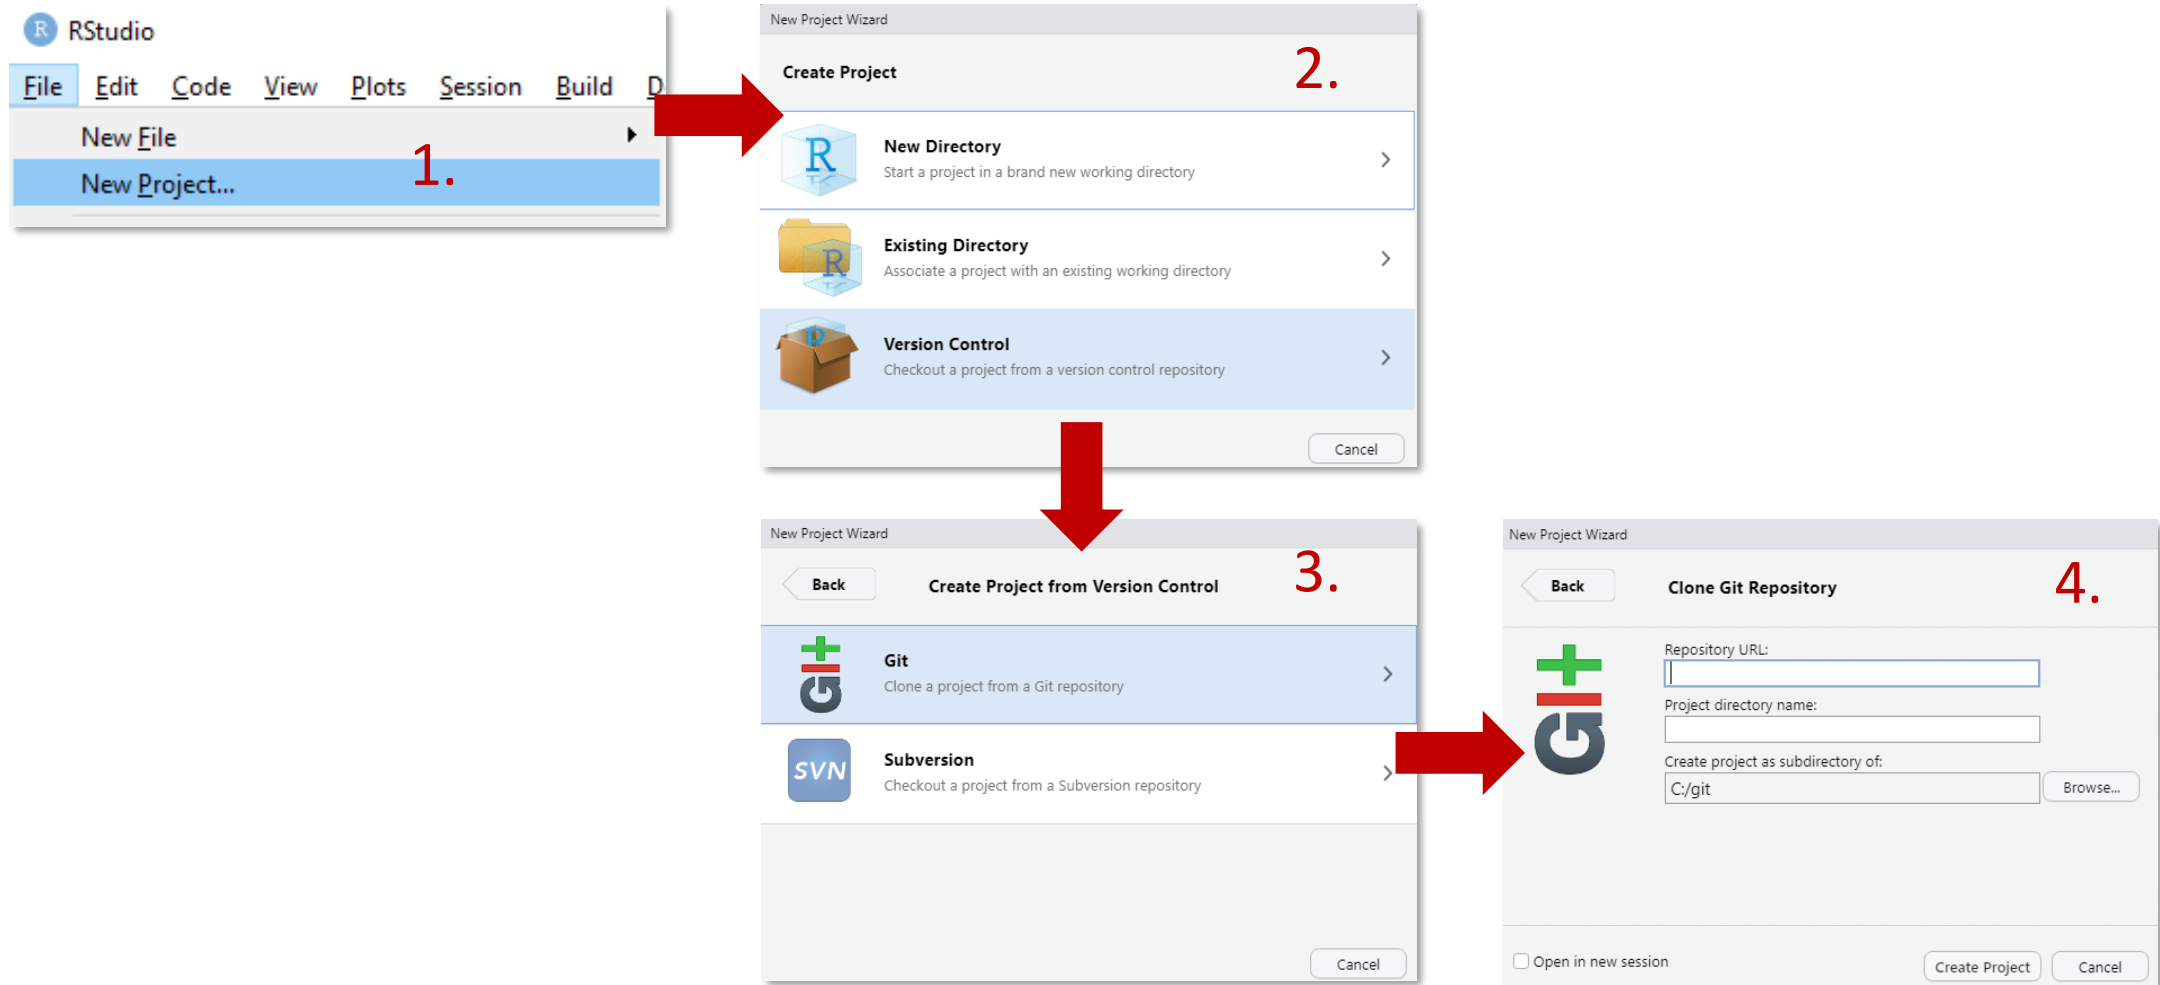 R RStudio
File Edit Code View Plots Session Build D
New File
New Project...
1.
New Project Wizard
Create Project
2.
R
New Directory
Start a project in a brand new working directory
R
Existing Directory
Associate a project with an existing working directory
R
Version Control
Checkout a project from a version control repository
Cancel
New Project Wizard
Back
Create Project from Version Control
3.
Git
Git
Clone a project from a Git repository
SVN
Subversion
Checkout a project from a Subversion repository
Cancel
New Project Wizard
Back
Clone Git Repository
4.
Git
Repository URL:
Project directory name:
Create project as subdirectory of:
C:/git
Browse...
Open in new session
Create Project
Cancel